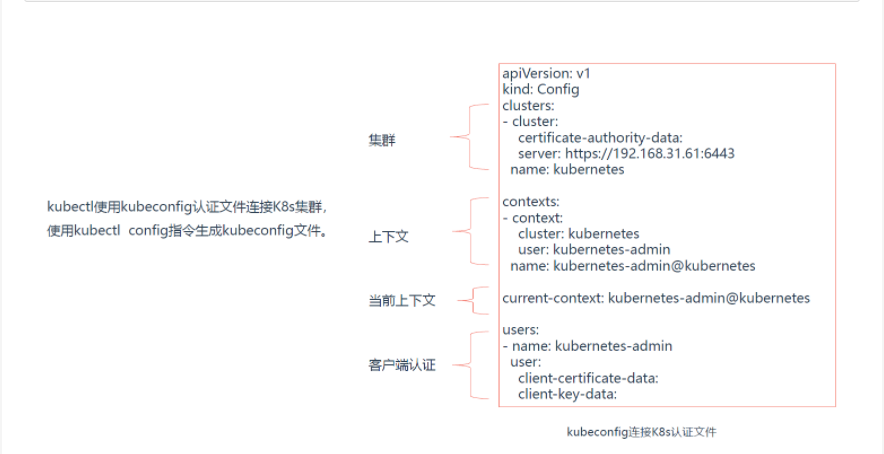 kubectl使用kubeconfig认证文件连接K8s集群，
使用kubectl config指令生成kubeconfig文件。
集群
上下文
当前上下文
客户端认证
apiVersion: v1
kind: Config
clusters:
- cluster:
    certificate-authority-data:
    server: https://192.168.31.61:6443
  name: kubernetes
contexts:
- context:
    cluster: kubernetes
    user: kubernetes-admin
  name: kubernetes-admin@kubernetes
current-context: kubernetes-admin@kubernetes
users:
- name: kubernetes-admin
  user:
    client-certificate-data:
    client-key-data:
kubeconfig连接K8s认证文件